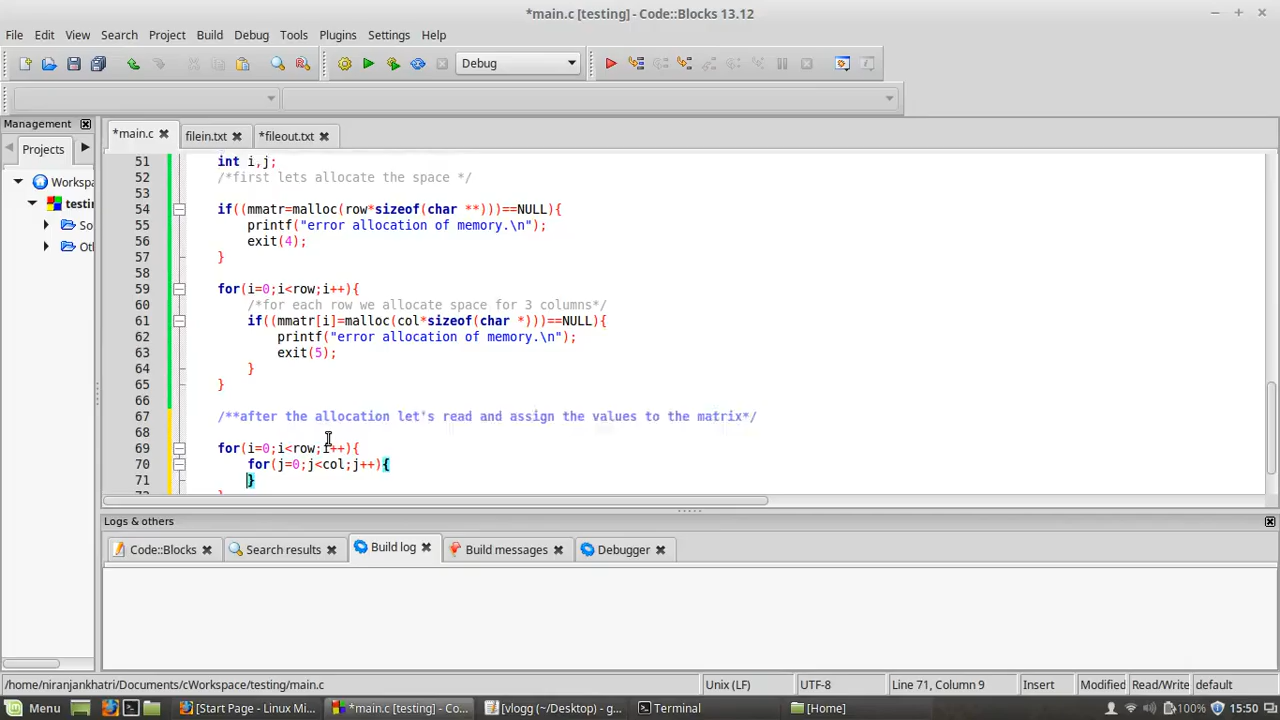 *main.c [testing] - Code::Blocks 13.12
File Edit View Search Project Build Debug Tools Plugins Settings Help
Debug
Management
*main.c filein.txt *fileout.txt
Projects
Workspa
testin
So
Ot
51 int i,j;
52 /*first lets allocate the space */
53
54 if((mmatr=malloc(row*sizeof(char **)))==NULL){
55 printf("error allocation of memory.\n");
56 exit(4);
57 }
58
59 for(i=0;i<row;i++){
60 /*for each row we allocate space for 3 columns*/
61 if((mmatr[i]=malloc(col*sizeof(char *)))==NULL){
62 printf("error allocation of memory.\n");
63 exit(5);
64 }
65 }
66
67 /**after the allocation let's read and assign the values to the matrix*/
68
69 for(i=0;i<row;i++){
70 for(j=0;j<col;j++){
71 }
Logs & others
Code::Blocks Search results Build log Build messages Debugger
/home/niranjankhatri/Documents/cWorkspace/testing/main.c Unix (LF) UTF-8 Line 71, Column 9 Insert Modified Read/Write default
Menu [Start Page - Linux Mi... *main.c [testing] - Co... [vlogg (~/Desktop) - g... Terminal [Home] 100% 15:50